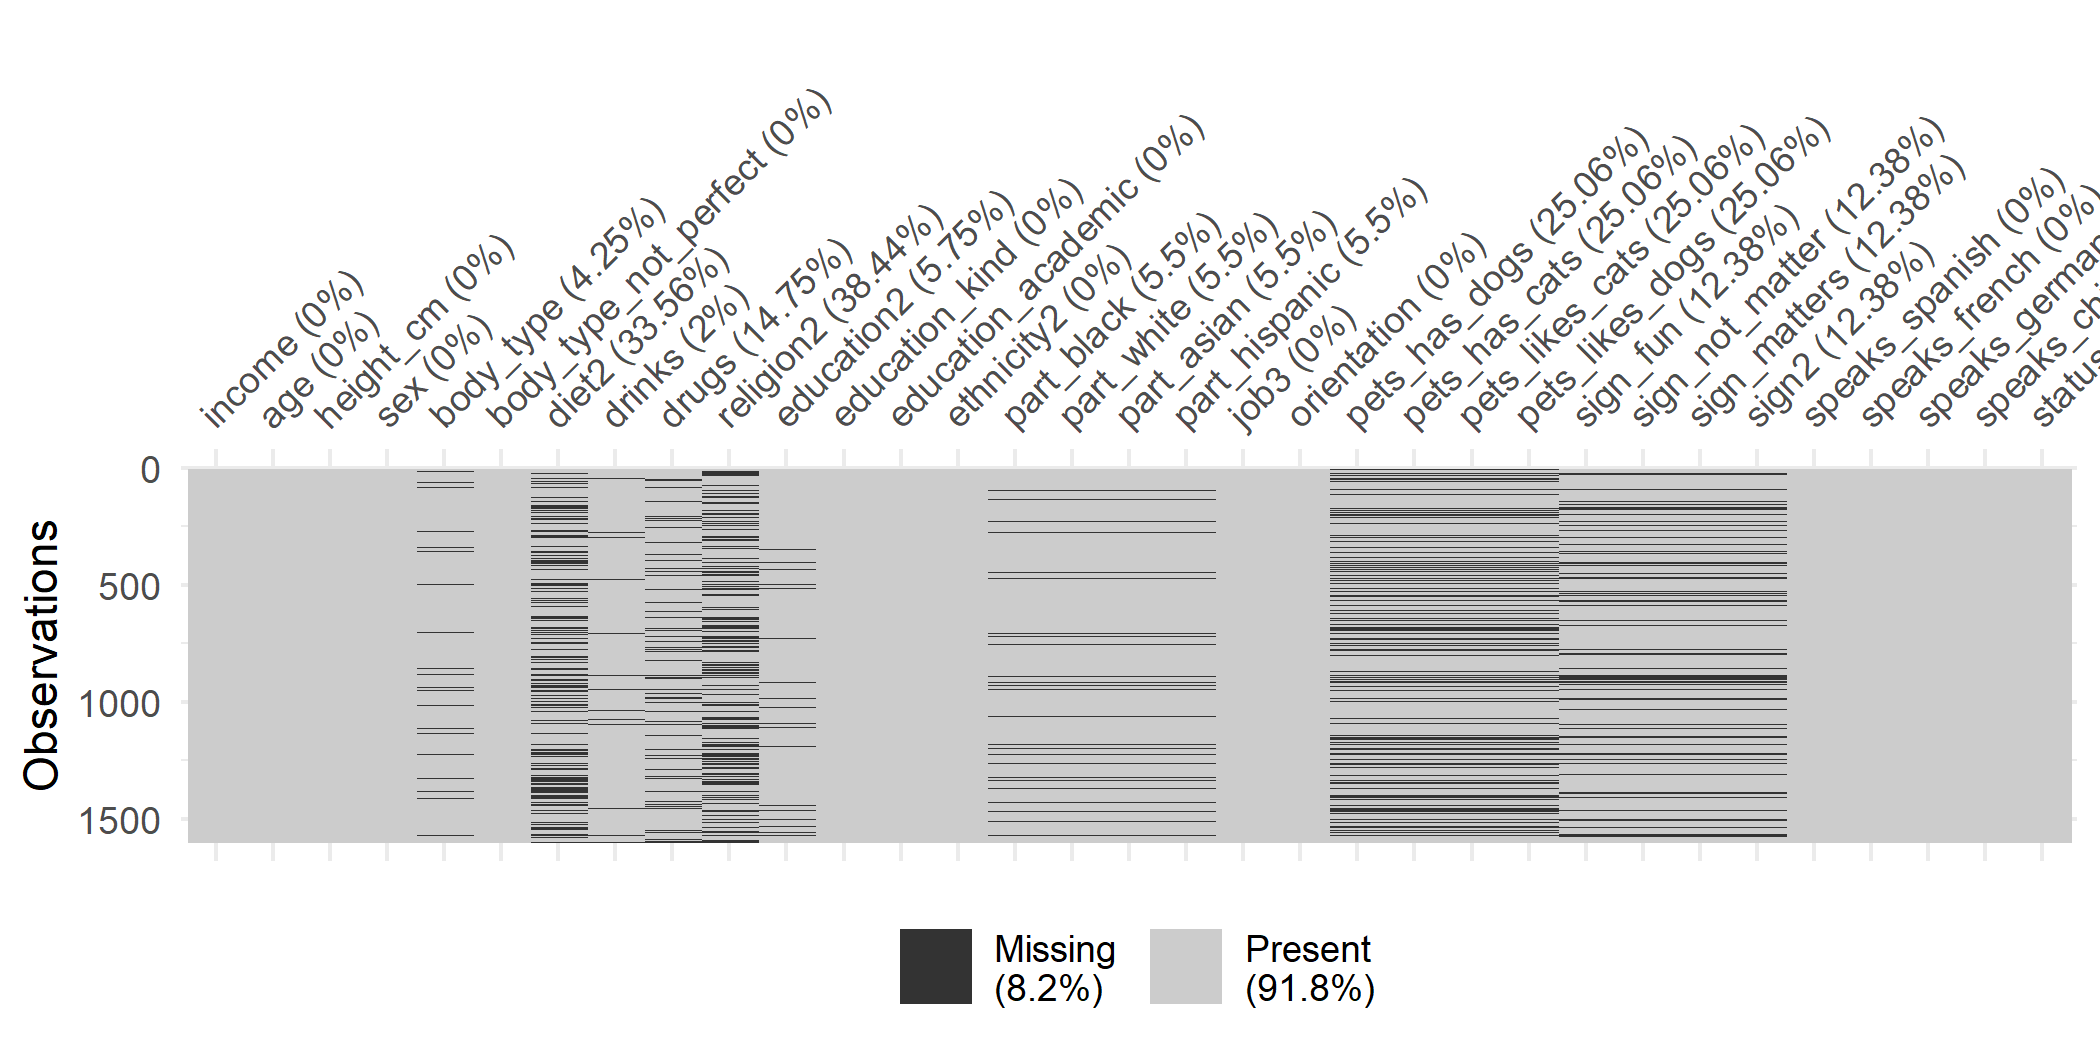 income (0%)
age (0%)
height_cm (0%)
sex (0%)
body_type (4.25%)
body_type_not_perfect (0%)
diet2 (33.56%)
drinks (2%)
drugs (14.75%)
religion2 (38.44%)
education2 (5.75%)
education_kind (0%)
education_academic (0%)
ethnicity2 (0%)
part_black (5.5%)
part_white (5.5%)
part_asian (5.5%)
part_hispanic (5.5%)
job3 (0%)
orientation (0%)
pets_has_dogs (25.06%)
pets_has_cats (25.06%)
pets_likes_cats (25.06%)
pets_likes_dogs (25.06%)
sign_fun (12.38%)
sign_not_matter (12.38%)
sign_matters (12.38%)
sign2 (12.38%)
speaks_spanish (0%)
speaks_french (0%)
speaks_german
speaks_chi
status
0
500
1000
1500
Observations
Missing
(8.2%)
Present
(91.8%)